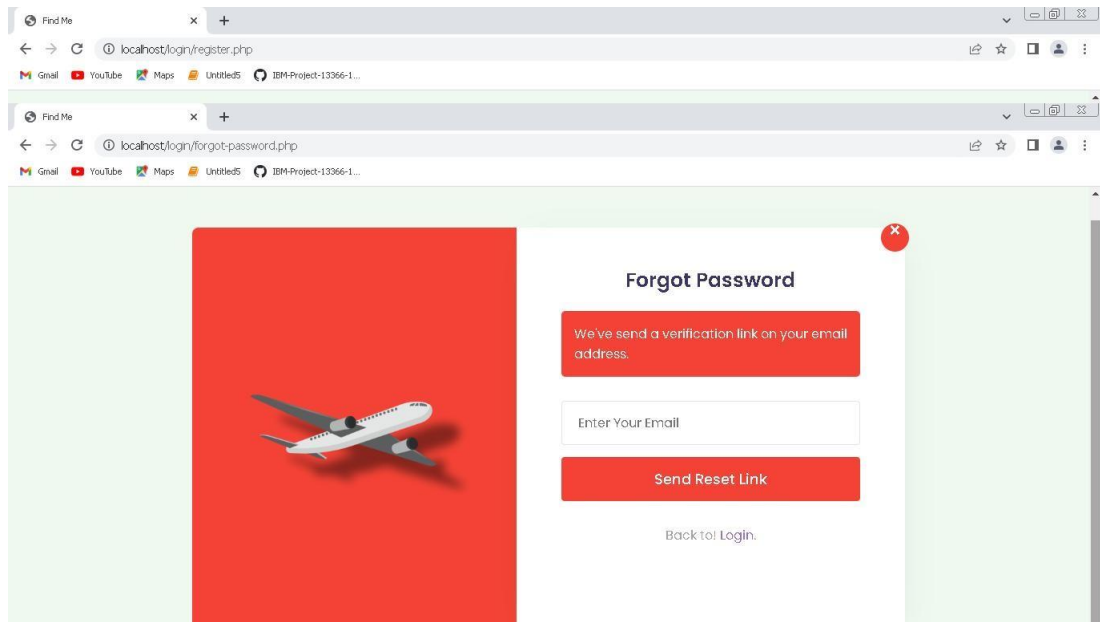 Find Me
localhost/login/register.php
Gmail YouTube Maps Untitled5 IBM-Project-13366-1...
Find Me
localhost/login/forgot-password.php
Gmail YouTube Maps Untitled5 IBM-Project-13366-1...
Forgot Password
We've send a verification link on your email
address.
Enter Your Email
Send Reset Link
Back to! Login.